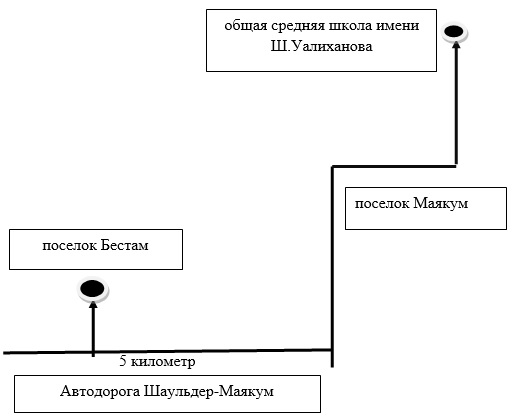 общая средняя школа имени
Ш.Уалиханова
поселок Маякум
поселок Бестам
5 километр
Автодорога Шаульдер-Маякум